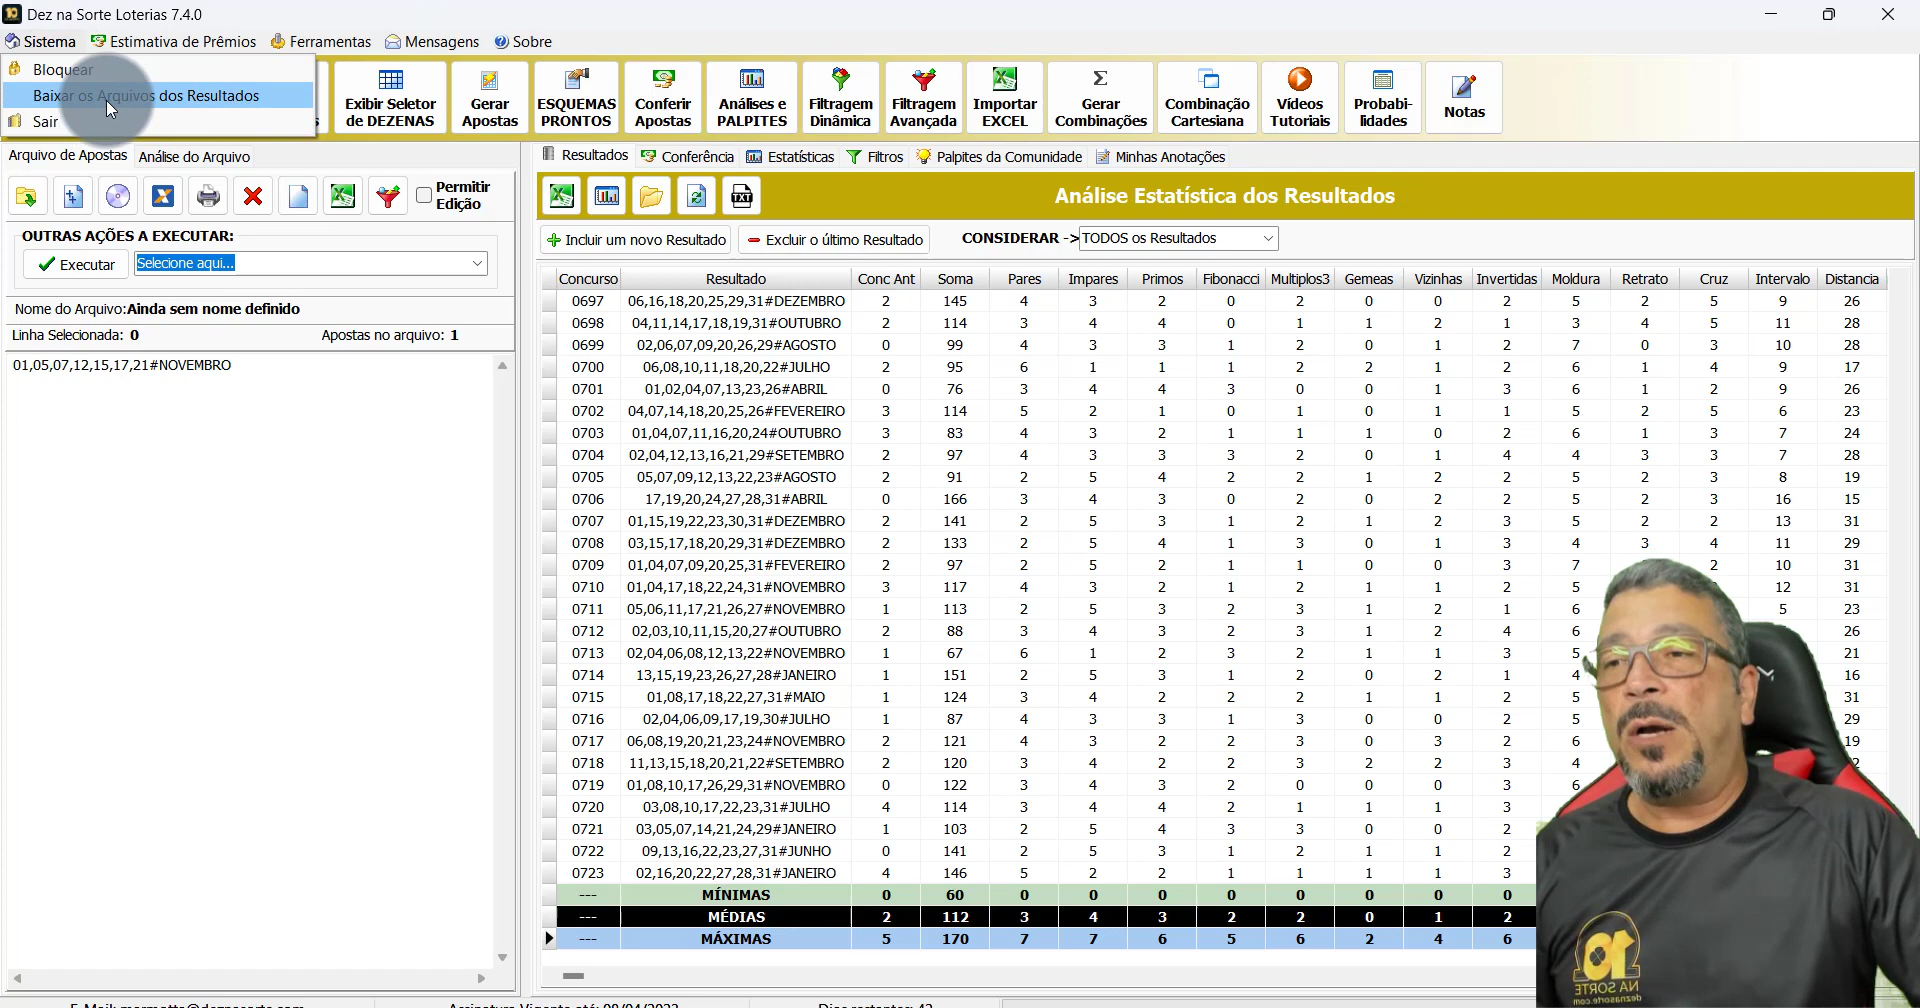 Dez na Sorte Loterias 7.4.0
Sistema Estimativa de Prêmios Ferramentas Mensagens Sobre
Bloquear
Baixar os Arquivos dos Resultados
Sair
Exibir Seletor de DEZENAS
Gerar Apostas
ESQUEMAS PRONTOS
Conferir Apostas
Análises e PALPITES
Filtragem Dinâmica
Filtragem Avançada
Importar EXCEL
Gerar Combinações
Combinação Cartesiana
Vídeos Tutoriais
Probabi-lidades
Notas
Arquivo de Apostas Análise do Arquivo
Permitir Edição
OUTRAS AÇÕES A EXECUTAR:
Executar Selecione aqui...
Nome do Arquivo:Ainda sem nome definido
Linha Selecionada: 0 Apostas no arquivo: 1
01,05,07,12,15,17,21#NOVEMBRO
Resultados Conferência Estatísticas Filtros Palpites da Comunidade Minhas Anotações
TXT
Análise Estatística dos Resultados
Incluir um novo Resultado Excluir o último Resultado CONSIDERAR -> TODOS os Resultados
Concurso Resultado Conc Ant Soma Pares Impares Primos Fibonacci Multiplos3 Gemeas Vizinhas Invertidas Moldura Retrato Cruz Intervalo Distancia
0697 06,16,18,20,25,29,31#DEZEMBRO 2 145 4 3 2 0 2 0 0 2 5 2 5 9 26
0698 04,11,14,17,18,19,31#OUTUBRO 2 114 3 4 4 0 1 1 2 1 3 4 5 11 28
0699 02,06,07,09,20,26,29#AGOSTO 0 99 4 3 3 1 2 0 1 2 7 0 3 10 28
0700 06,08,10,11,18,20,22#JULHO 2 95 6 1 1 1 2 2 1 2 6 1 4 9 17
0701 01,02,04,07,13,23,26#ABRIL 0 76 3 4 4 3 0 0 1 3 6 1 2 9 26
0702 04,07,14,18,20,25,26#FEVEREIRO 3 114 5 2 1 0 1 0 1 1 5 2 5 6 23
0703 01,04,07,11,16,20,24#OUTUBRO 3 83 4 3 2 1 1 1 0 2 6 1 3 7 24
0704 02,04,12,13,16,21,29#SETEMBRO 2 97 4 3 3 3 2 0 1 4 4 3 3 7 28
0705 05,07,09,12,13,22,23#AGOSTO 2 91 2 5 4 2 2 1 2 2 5 2 3 8 19
0706 17,19,20,24,27,28,31#ABRIL 0 166 3 4 3 0 2 0 2 2 5 2 3 16 15
0707 01,15,19,22,23,30,31#DEZEMBRO 2 141 2 5 3 1 2 1 2 3 5 2 2 13 31
0708 03,15,17,18,20,29,31#DEZEMBRO 2 133 2 5 4 1 3 0 1 3 4 3 4 11 29
0709 01,04,07,09,20,25,31#FEVEREIRO 2 97 2 5 2 1 1 0 0 3 7 2 10 31
0710 01,04,17,18,22,24,31#NOVEMBRO 3 117 4 3 2 1 2 1 1 2 5 12 31
0711 05,06,11,17,21,26,27#NOVEMBRO 1 113 2 5 3 2 3 1 2 1 6 5 23
0712 02,03,10,11,15,20,27#OUTUBRO 2 88 3 4 3 2 3 1 2 4 6 26
0713 02,04,06,08,12,13,22#NOVEMBRO 1 67 6 1 2 3 2 1 1 3 5 21
0714 13,15,19,23,26,27,28#JANEIRO 1 151 2 5 3 1 2 0 2 1 4 16
0715 01,08,17,18,22,27,31#MAIO 1 124 3 4 2 2 2 1 1 2 5 31
0716 02,04,06,09,17,19,30#JULHO 1 87 4 3 3 1 3 0 0 2 5 29
0717 06,08,19,20,21,23,24#NOVEMBRO 2 121 4 3 2 2 3 0 3 2 6 19
0718 11,13,15,18,20,21,22#SETEMBRO 2 120 3 4 2 2 3 2 2 3 4
0719 01,08,10,17,26,29,31#NOVEMBRO 0 122 3 4 3 2 0 0 0 3 6
0720 03,08,10,17,22,23,31#JULHO 4 114 3 4 4 2 1 1 1 3
0721 03,05,07,14,21,24,29#JANEIRO 1 103 2 5 4 3 3 0 0 2
0722 09,13,16,22,23,27,31#JUNHO 0 141 2 5 3 1 2 1 1 2
0723 02,16,20,22,27,28,31#JANEIRO 4 146 5 2 2 1 1 1 1 3
--- MÍNIMAS 0 60 0 0 0 0 0 0 0 0
--- MÉDIAS 2 112 3 4 3 2 2 0 1 2
--- MÁXIMAS 5 170 7 7 6 5 6 2 4 6
10
NA SORTE
deznasorte.com